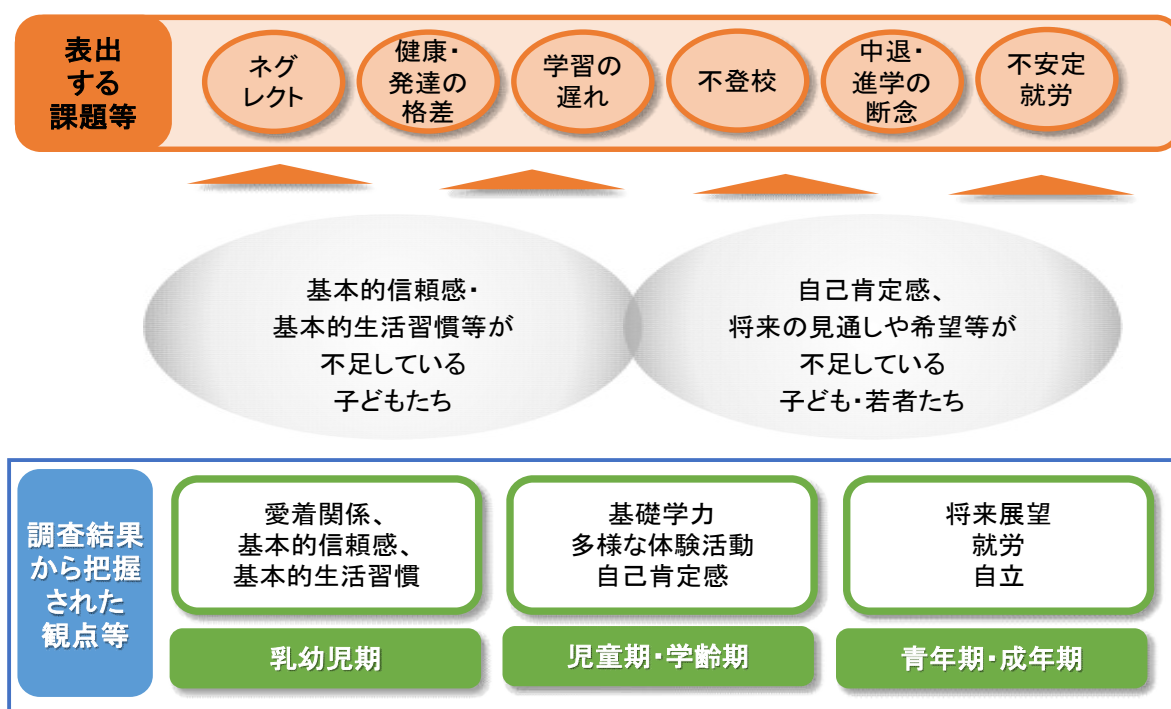 表出
する
課題等
ネグ
レクト
健康・
発達の
格差
学習の
遅れ
不登校
中退・
進学の
断念
不安定
就労
基本的信頼感・
基本的生活習慣等が
不足している
子どもたち
自己肯定感、
将来の見通しや希望等が
不足している
子ども・若者たち
調査結果
から把握
された
観点等
愛着関係、
基本的信頼感、
基本的生活習慣
基礎学力
多様な体験活動
自己肯定感
将来展望
就労
自立
乳幼児期
児童期・学齢期
青年期・成年期